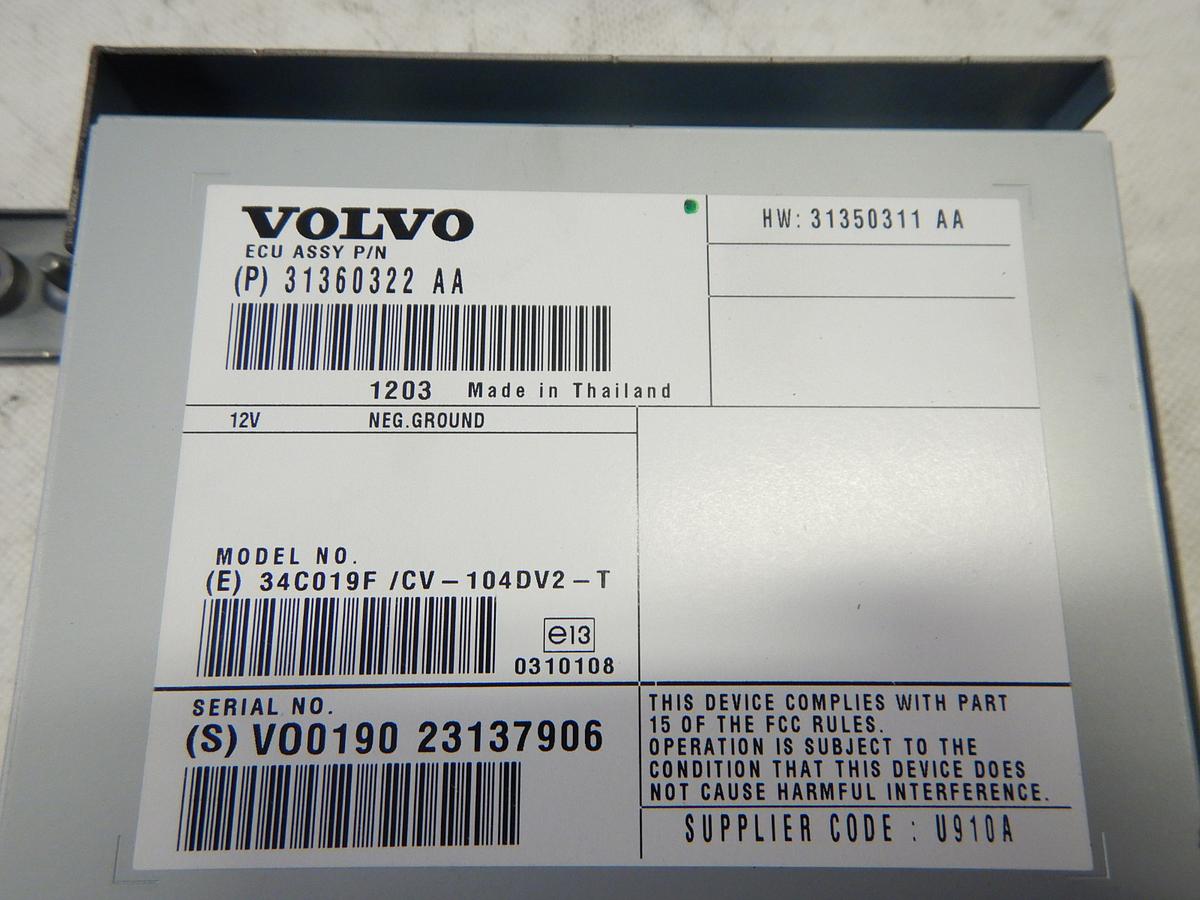 VOLVO
ECU ASSY P/N
(P) 31360322 AA
1203 Made in Thailand
HW: 31350311 AA
12V NEG.GROUND
MODEL NO.
(E) 34C019F /CV-104DV2-T
e13
0310108
SERIAL NO.
(S) VO0190 23137906
THIS DEVICE COMPLIES WITH PART
15 OF THE FCC RULES.
OPERATION IS SUBJECT TO THE
CONDITION THAT THIS DEVICE DOES
NOT CAUSE HARMFUL INTERFERENCE.
SUPPLIER CODE : U910A